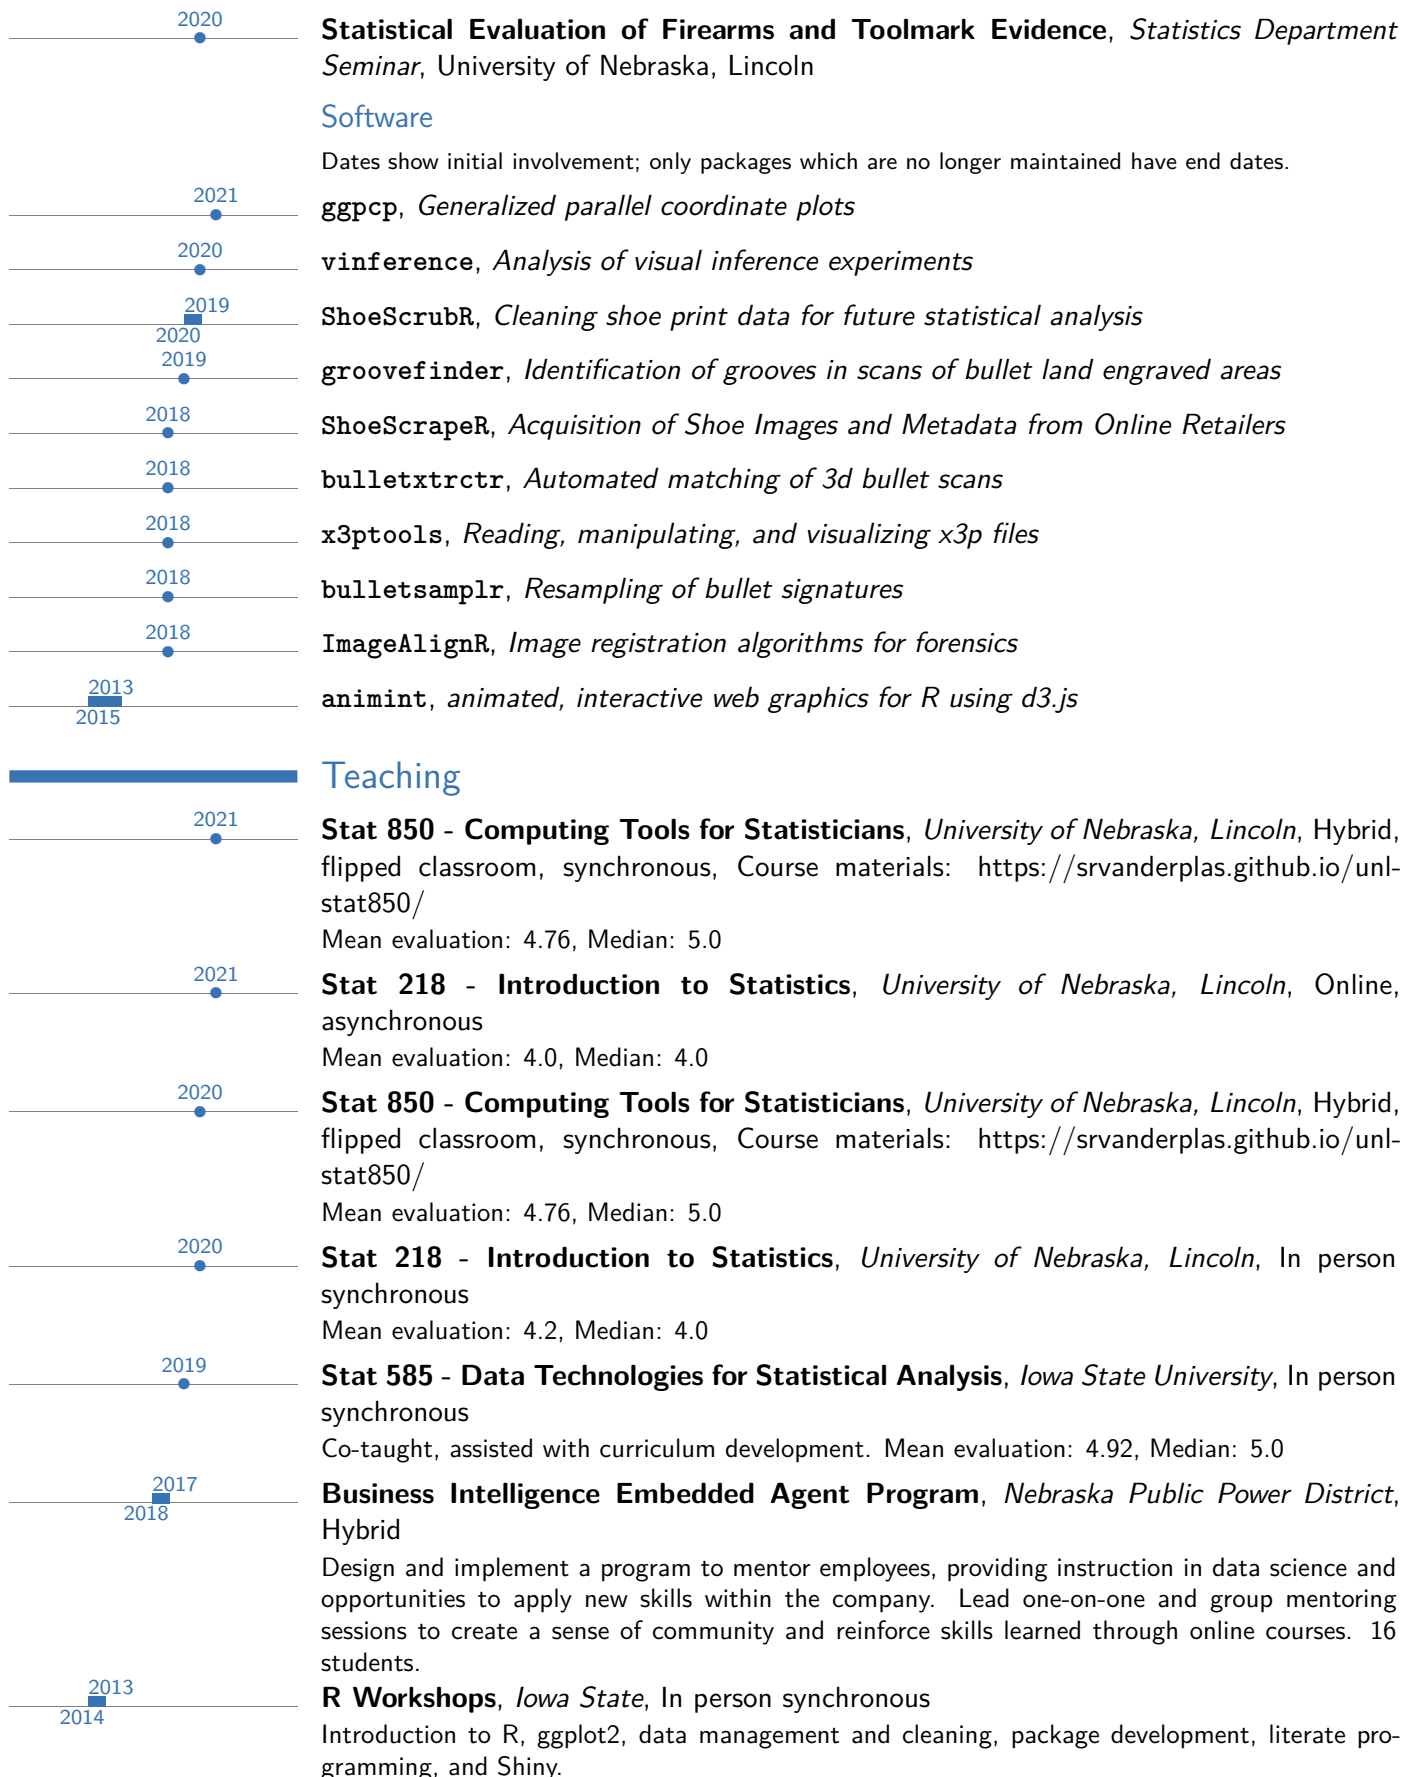 2020
Statistical Evaluation of Firearms and Toolmark Evidence, Statistics Department
Seminar, University of Nebraska, Lincoln
Software
Dates show initial involvement; only packages which are no longer maintained have end dates.
2021
ggpcp, Generalized parallel coordinate plots
2020
vinference, Analysis of visual inference experiments
2019
2020
ShoeScrubR, Cleaning shoe print data for future statistical analysis
2019
groovefinder, Identification of grooves in scans of bullet land engraved areas
2018
ShoeScrapeR, Acquisition of Shoe Images and Metadata from Online Retailers
2018
bulletxtrctr, Automated matching of 3d bullet scans
2018
x3ptools, Reading, manipulating, and visualizing x3p files
2018
bulletsamplr, Resampling of bullet signatures
2018
ImageAlignR, Image registration algorithms for forensics
2013
2015
animint, animated, interactive web graphics for R using d3.js
Teaching
2021
Stat 850 - Computing Tools for Statisticians, University of Nebraska, Lincoln, Hybrid,
flipped classroom, synchronous, Course materials: https://srvanderplas.github.io/unl-
stat850/
Mean evaluation: 4.76, Median: 5.0
2021
Stat 218 - Introduction to Statistics, University of Nebraska, Lincoln, Online,
asynchronous
Mean evaluation: 4.0, Median: 4.0
2020
Stat 850 - Computing Tools for Statisticians, University of Nebraska, Lincoln, Hybrid,
flipped classroom, synchronous, Course materials: https://srvanderplas.github.io/unl-
stat850/
Mean evaluation: 4.76, Median: 5.0
2020
Stat 218 - Introduction to Statistics, University of Nebraska, Lincoln, In person
synchronous
Mean evaluation: 4.2, Median: 4.0
2019
Stat 585 - Data Technologies for Statistical Analysis, Iowa State University, In person
synchronous
Co-taught, assisted with curriculum development. Mean evaluation: 4.92, Median: 5.0
2017
2018
Business Intelligence Embedded Agent Program, Nebraska Public Power District,
Hybrid
Design and implement a program to mentor employees, providing instruction in data science and
opportunities to apply new skills within the company. Lead one-on-one and group mentoring
sessions to create a sense of community and reinforce skills learned through online courses. 16
students.
2013
2014
R Workshops, Iowa State, In person synchronous
Introduction to R, ggplot2, data management and cleaning, package development, literate pro-
gramming, and Shiny.